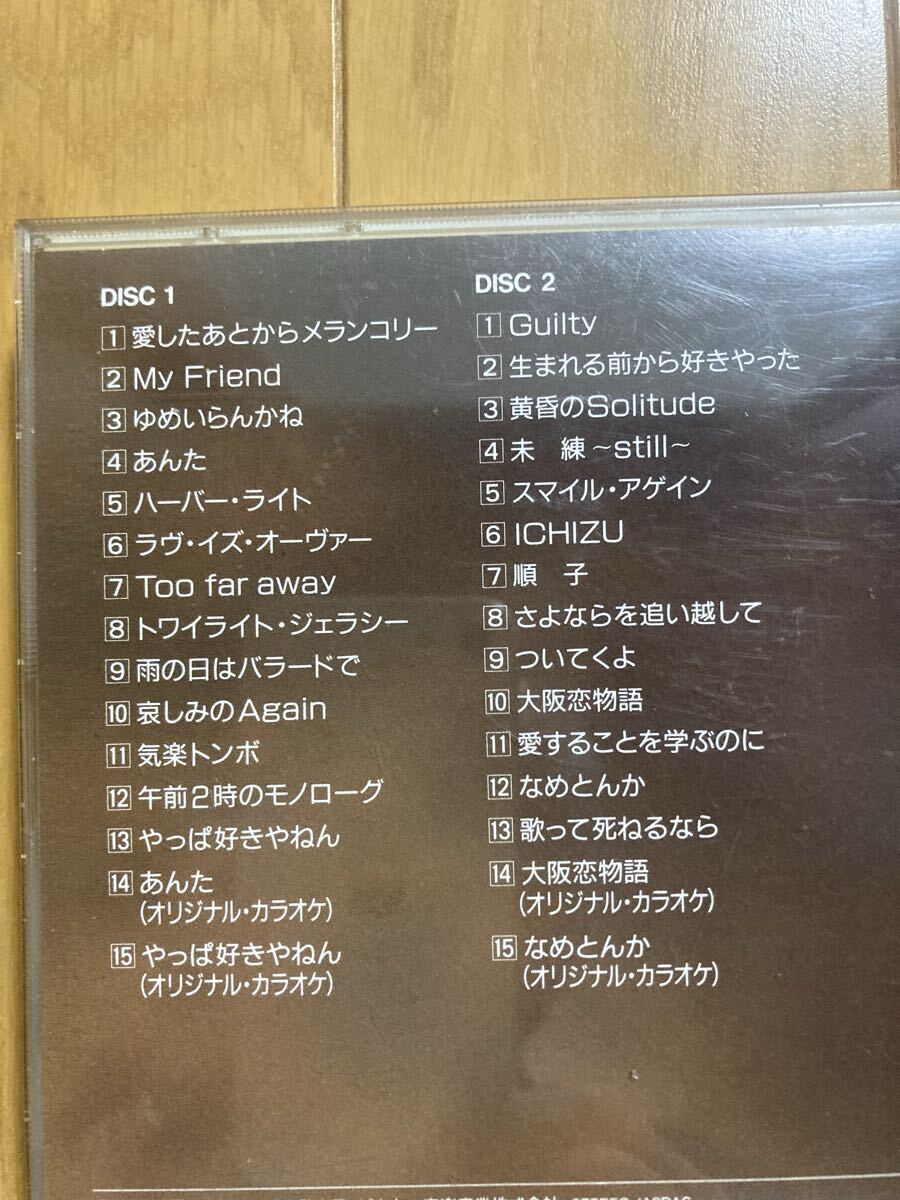 DISC 1
1 愛したあとからメランコリー
2 My Friend
3 ゆめいらんかね
4 あんた
5 ハーバー・ライト
6 ラヴ・イズ・オーヴァー
7 Too far away
8 トワイライト・ジェラシー
9 雨の日はバラードで
10 哀しみのAgain
11 気楽トンボ
12 午前2時のモノローグ
13 やっぱ好きやねん
14 あんた
(オリジナル・カラオケ)
15 やっぱ好きやねん
(オリジナル・カラオケ)
DISC 2
1 Guilty
2 生まれる前から好きやった
3 黄昏のSolitude
4 未 練~still~
5 スマイル・アゲイン
6 ICHIZU
7 順 子
8 さよならを追い越して
9 ついてくよ
10 大阪恋物語
11 愛することを学ぶのに
12 なめとんか
13 歌って死ねるなら
14 大阪恋物語
(オリジナル・カラオケ)
15 なめとんか
(オリジナル・カラオケ)